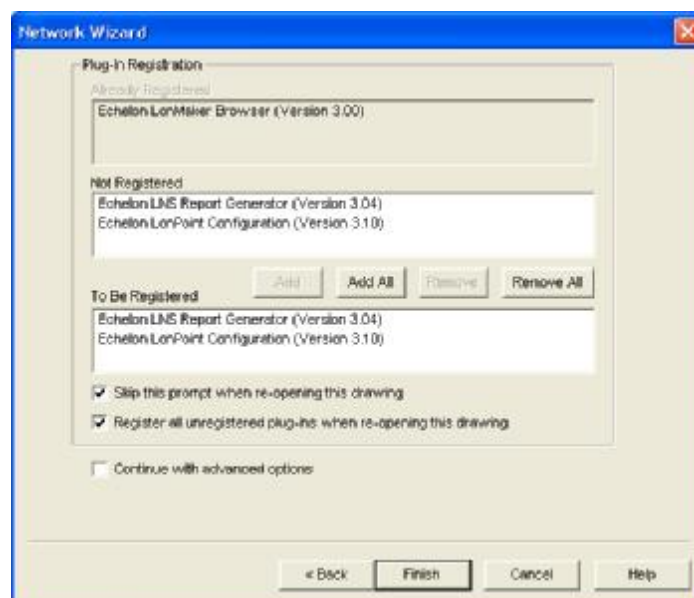 Network Wizard
Plug-In Registration
Already Registered
Echelon LonMaker Browser (Version 3.00)
Not Registered
Echelon LNS Report Generator (Version 3.04)
Echelon LonPoint Configuration (Version 3.10)
Add Add All Remove Remove All
To Be Registered
Echelon LNS Report Generator (Version 3.04)
Echelon LonPoint Configuration (Version 3.10)
Skip this prompt when re-opening this drawing
Register all unregistered plug-ins when re-opening this drawing
Continue with advanced options
« Back Finish Cancel Help